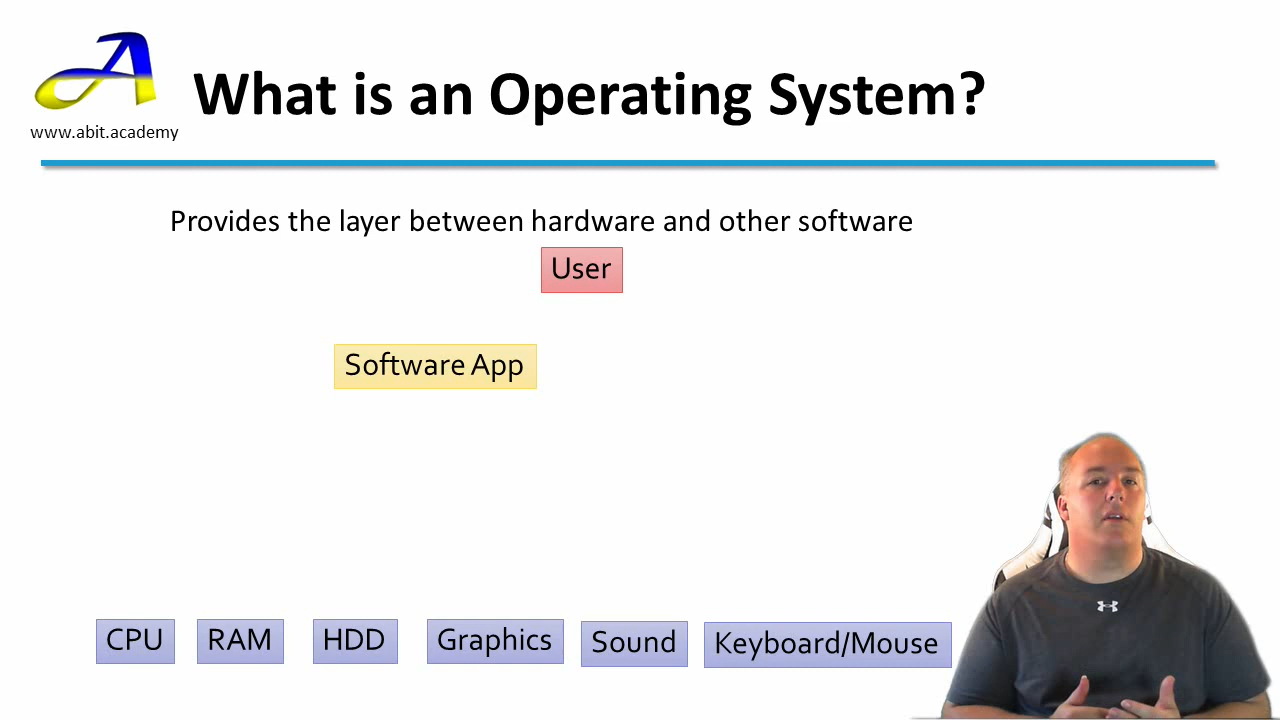 What is an Operating System?
www.abit.academy
Provides the layer between hardware and other software
User
Software App
CPU RAM HDD Graphics Sound Keyboard/Mouse